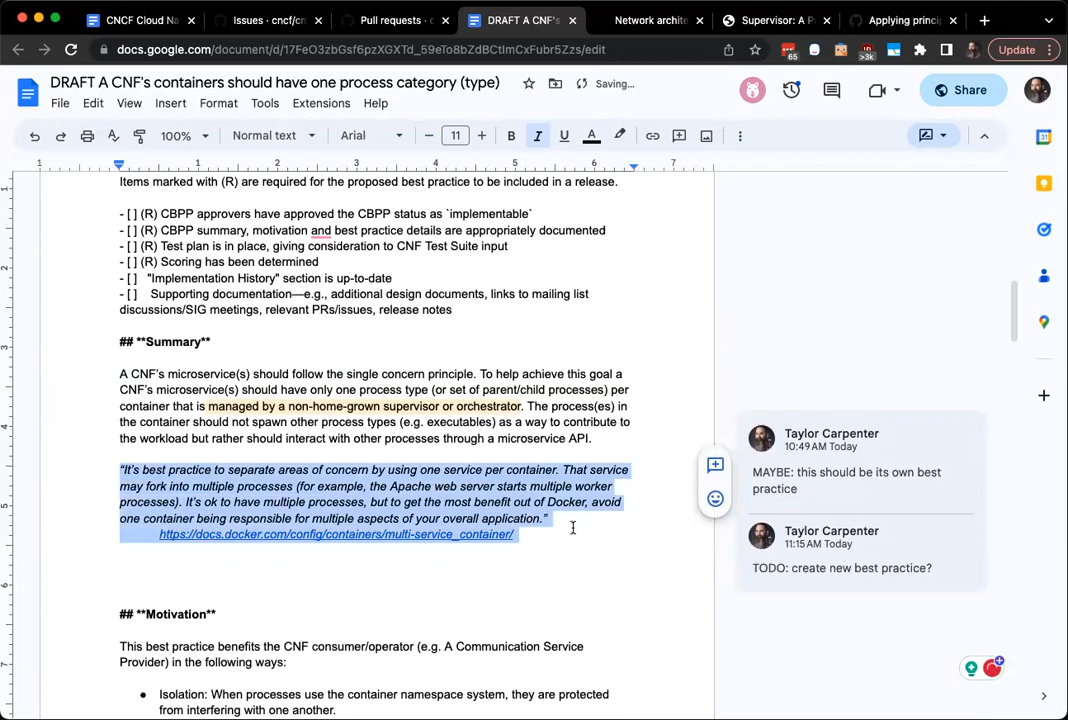 CNCF Cloud Na
Issues · cncf/cn
Pull requests · c
DRAFT A CNF's
Network archite
Supervisor: A P
Applying princip
docs.google.com/document/d/17FeO3zbGsf6pzXGXTd_59eTo8bZdBCtImCxFubr5Zzs/edit
65
>3k
Update
DRAFT A CNF's containers should have one process category (type)
Saving...
Share
File Edit View Insert Format Tools Extensions Help
100% Normal text Arial 11 B I U A
1 1 2 3 4 5 6 7
Items marked with (R) are required for the proposed best practice to be included in a release.
- [ ] (R) CBPP approvers have approved the CBPP status as `implementable`
- [ ] (R) CBPP summary, motivation and best practice details are appropriately documented
- [ ] (R) Test plan is in place, giving consideration to CNF Test Suite input
- [ ] (R) Scoring has been determined
- [ ] "Implementation History" section is up-to-date
- [ ] Supporting documentation—e.g., additional design documents, links to mailing list
discussions/SIG meetings, relevant PRs/issues, release notes
## **Summary**
A CNF's microservice(s) should follow the single concern principle. To help achieve this goal a
CNF's microservice(s) should have only one process type (or set of parent/child processes) per
container that is managed by a non-home-grown supervisor or orchestrator. The process(es) in
the container should not spawn other process types (e.g. executables) as a way to contribute to
the workload but rather should interact with other processes through a microservice API.
"It's best practice to separate areas of concern by using one service per container. That service
may fork into multiple processes (for example, the Apache web server starts multiple worker
processes). It's ok to have multiple processes, but to get the most benefit out of Docker, avoid
one container being responsible for multiple aspects of your overall application."
https://docs.docker.com/config/containers/multi-service_container/
## **Motivation**
This best practice benefits the CNF consumer/operator (e.g. A Communication Service
Provider) in the following ways:
● Isolation: When processes use the container namespace system, they are protected
from interfering with one another.
Taylor Carpenter
10:49 AM Today
MAYBE: this should be its own best
practice
Taylor Carpenter
11:15 AM Today
TODO: create new best practice?